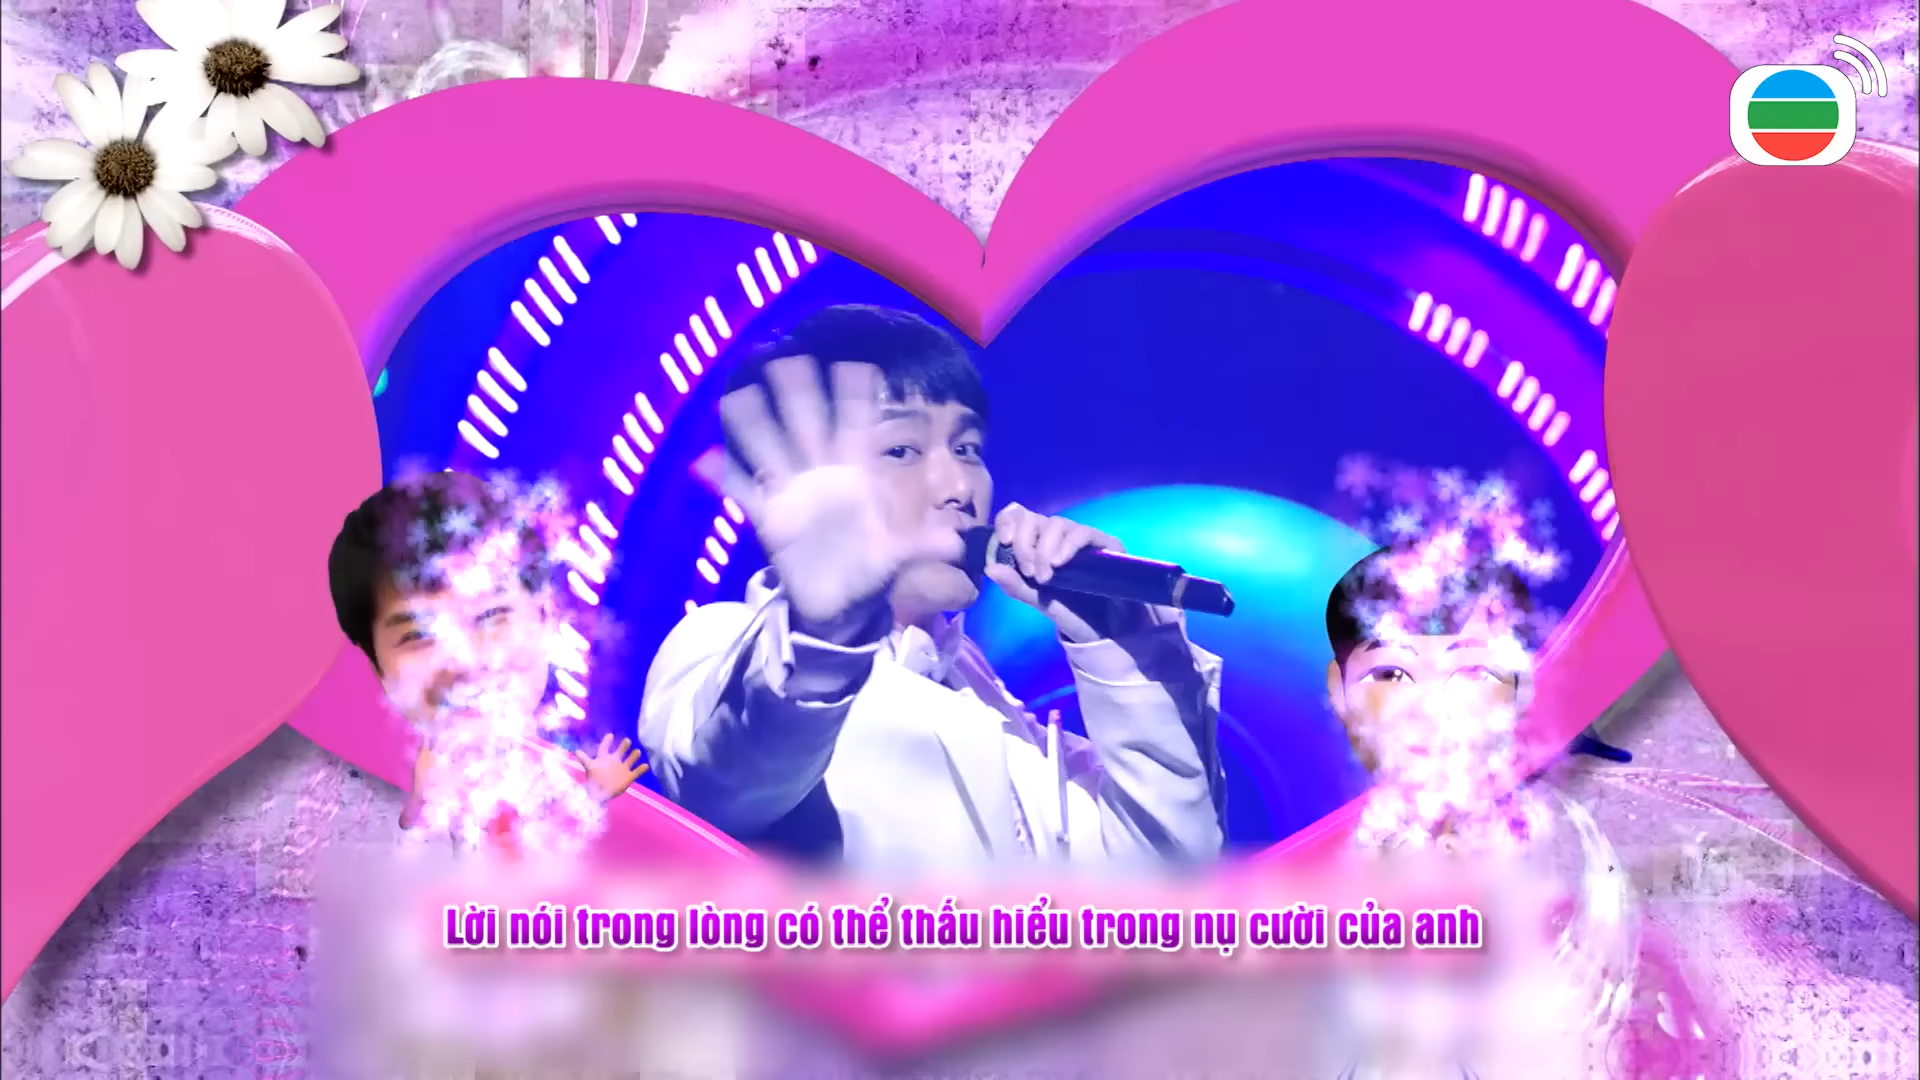 Lời nói trong lòng có thể thấu hiểu trong nụ cười của anh